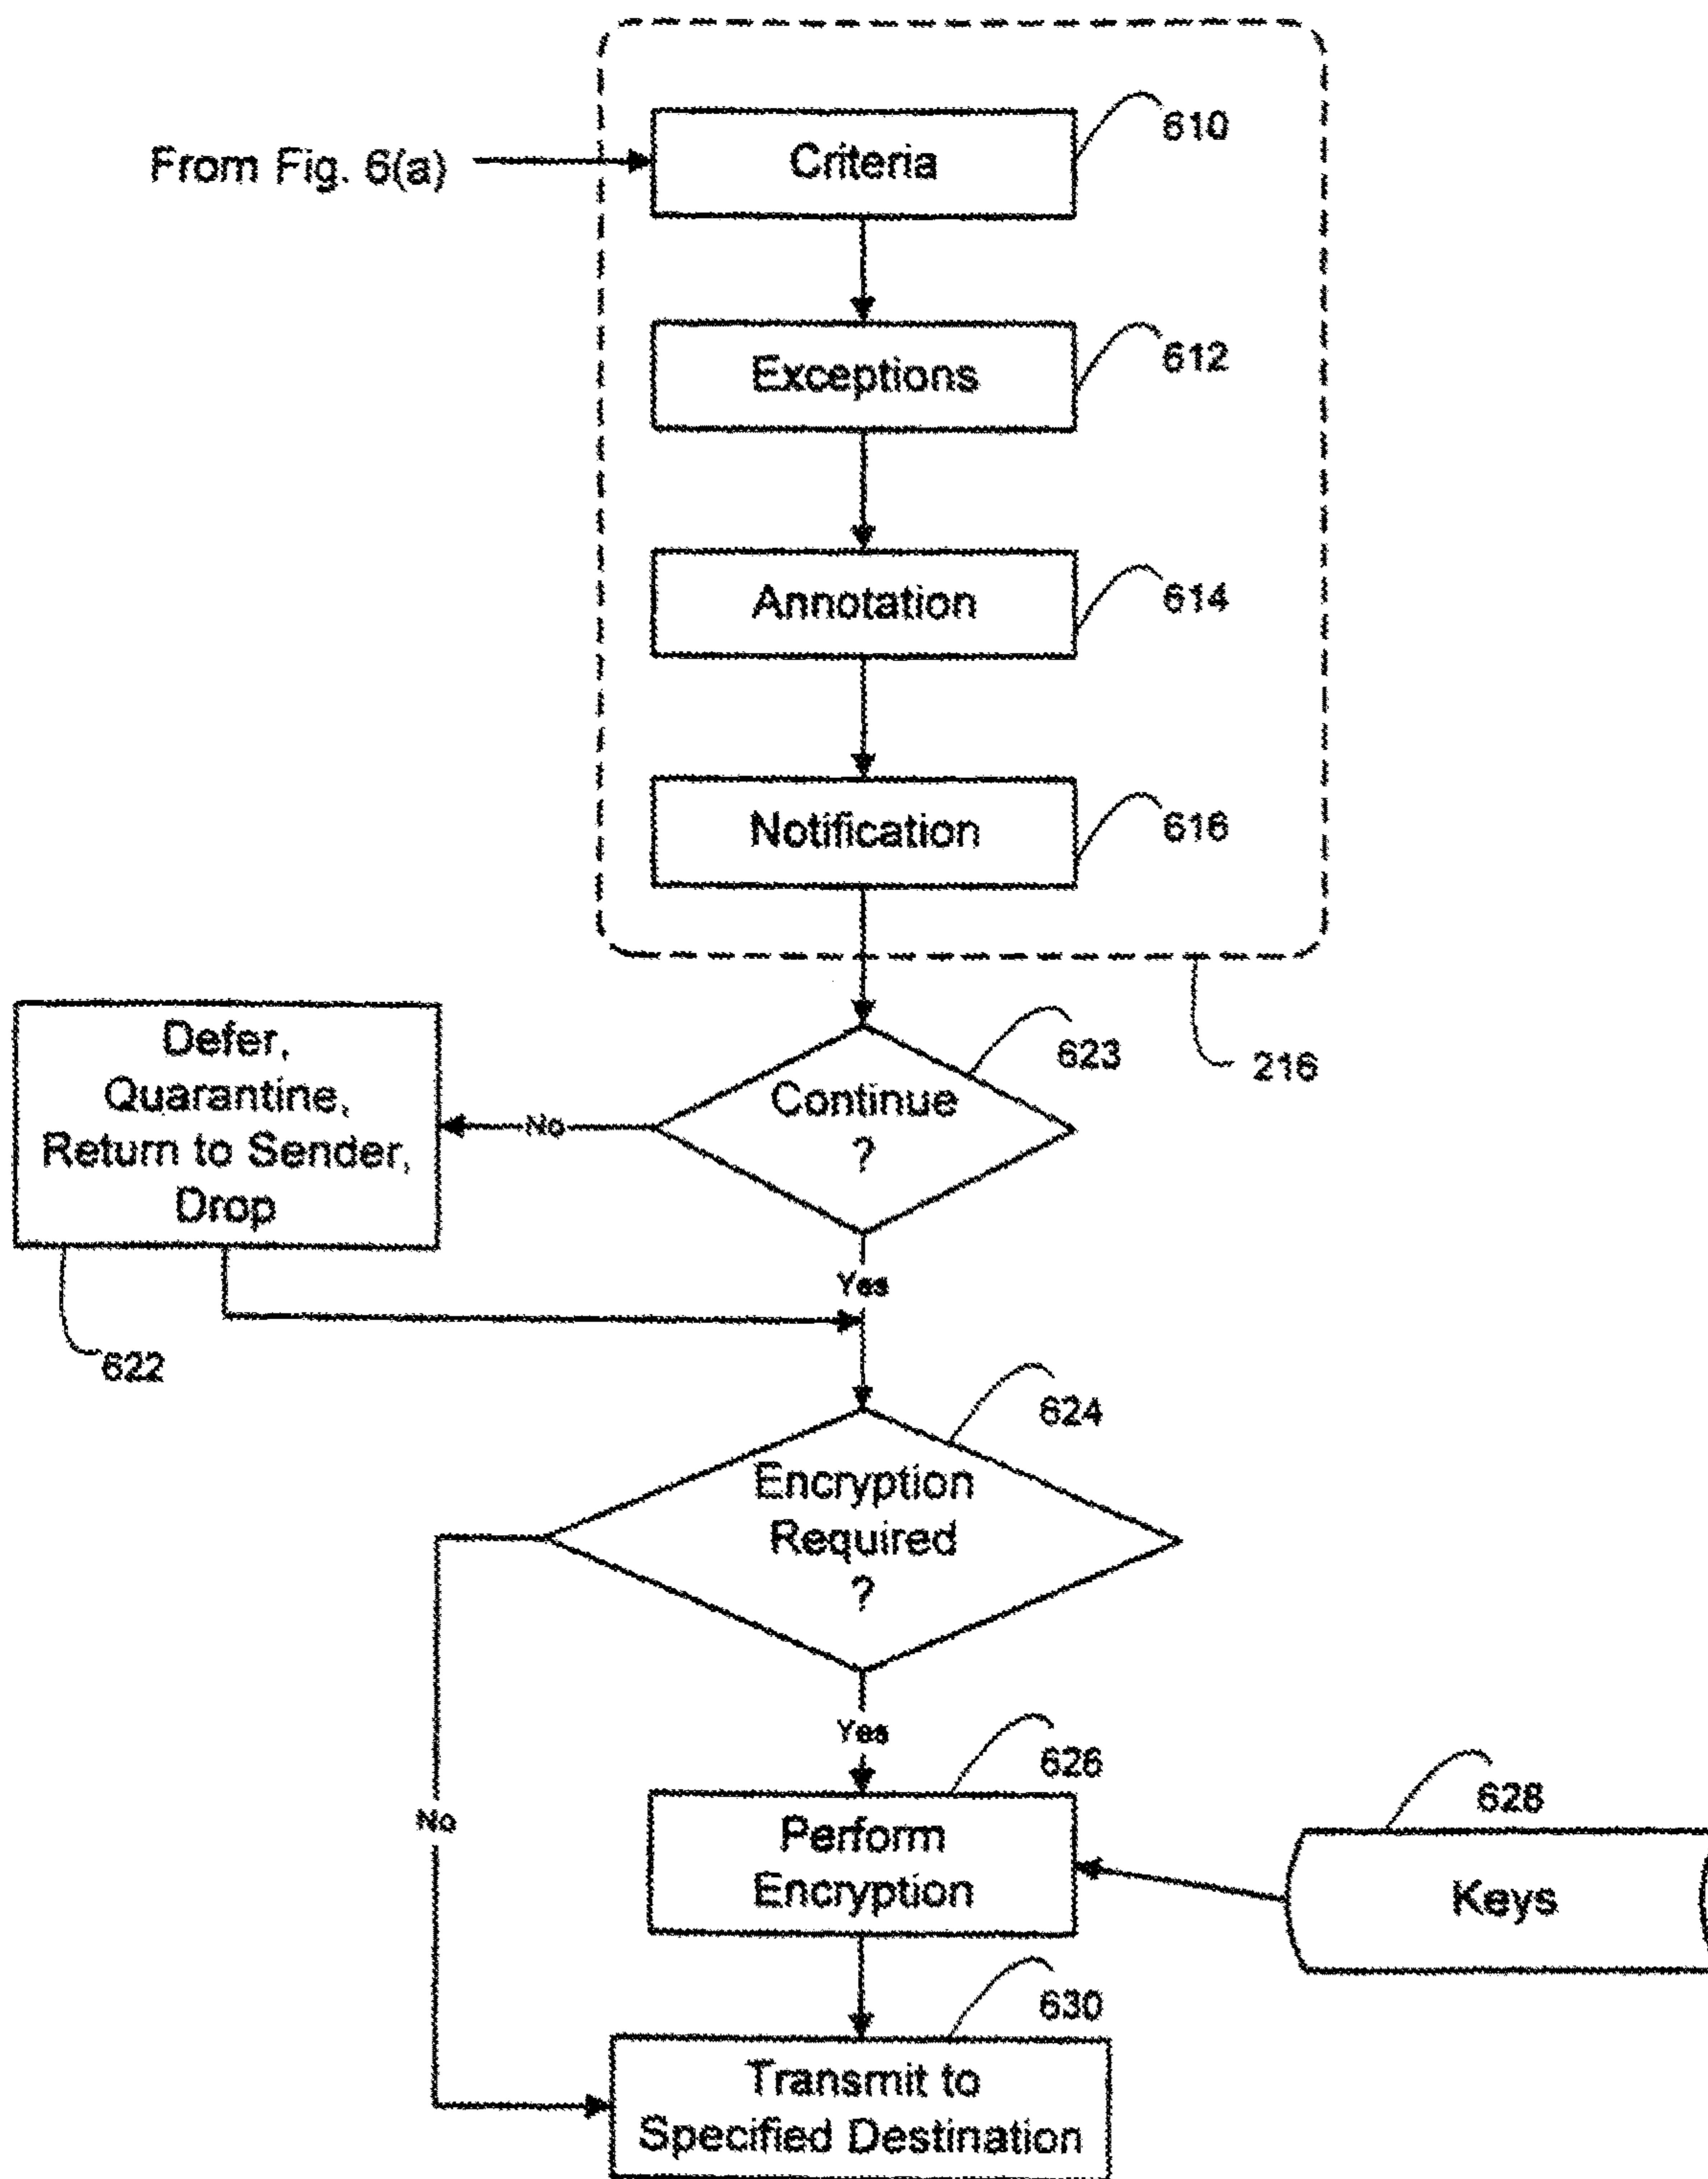 610
From Fig. 6(a)
Criteria
612
Exceptions
614
Annotation
616
Notification
216
623
Continue
?
No
Defer,
Quarantine,
Return to Sender,
Drop
622
Yes
624
Encryption
Required
?
Yes
No
626
Perform
Encryption
628
Keys
630
Transmit to
Specified Destination